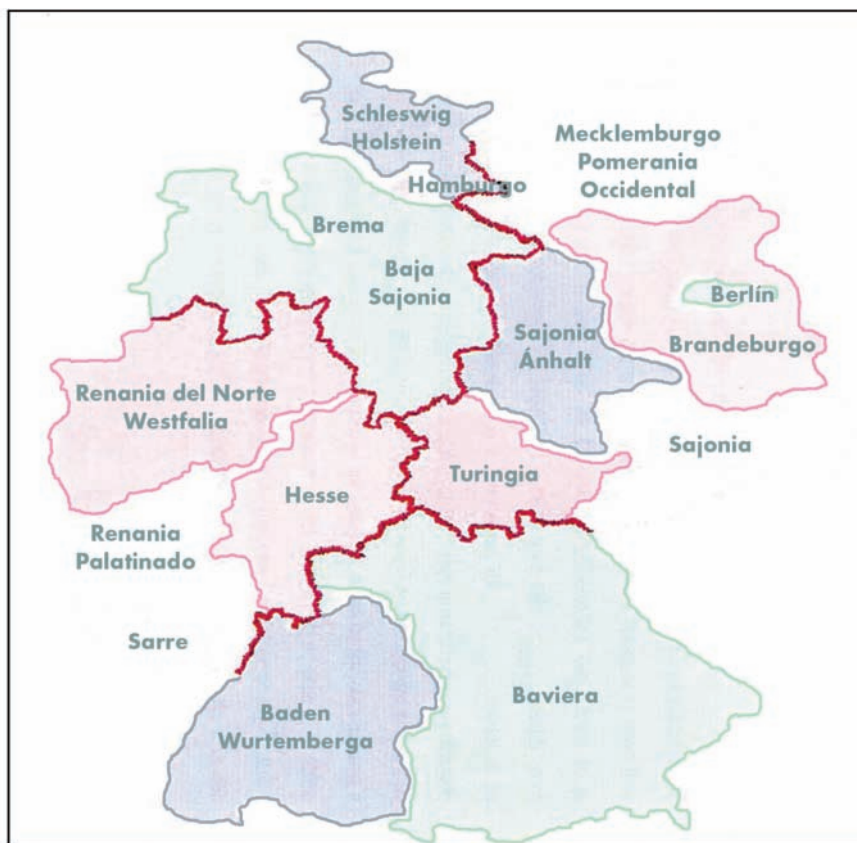 Schleswig
Holstein
Mecklemburgo
Pomerania
Occidental
Hamburgo
Brema
Baja
Sajonia
Berlín
Sajonia
Ánhalt
Brandeburgo
Renania del Norte
Westfalia
Sajonia
Turingia
Hesse
Renania
Palatinado
Sarre
Baviera
Baden
Wurtemberga